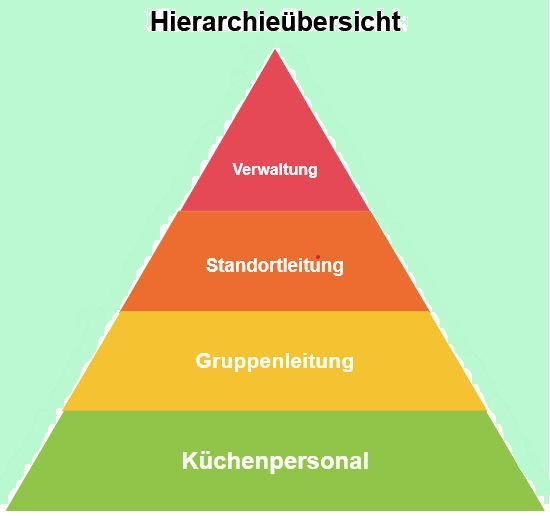 Hierarchieübersicht
Verwaltung
Standortleitung
Gruppenleitung
Küchenpersonal